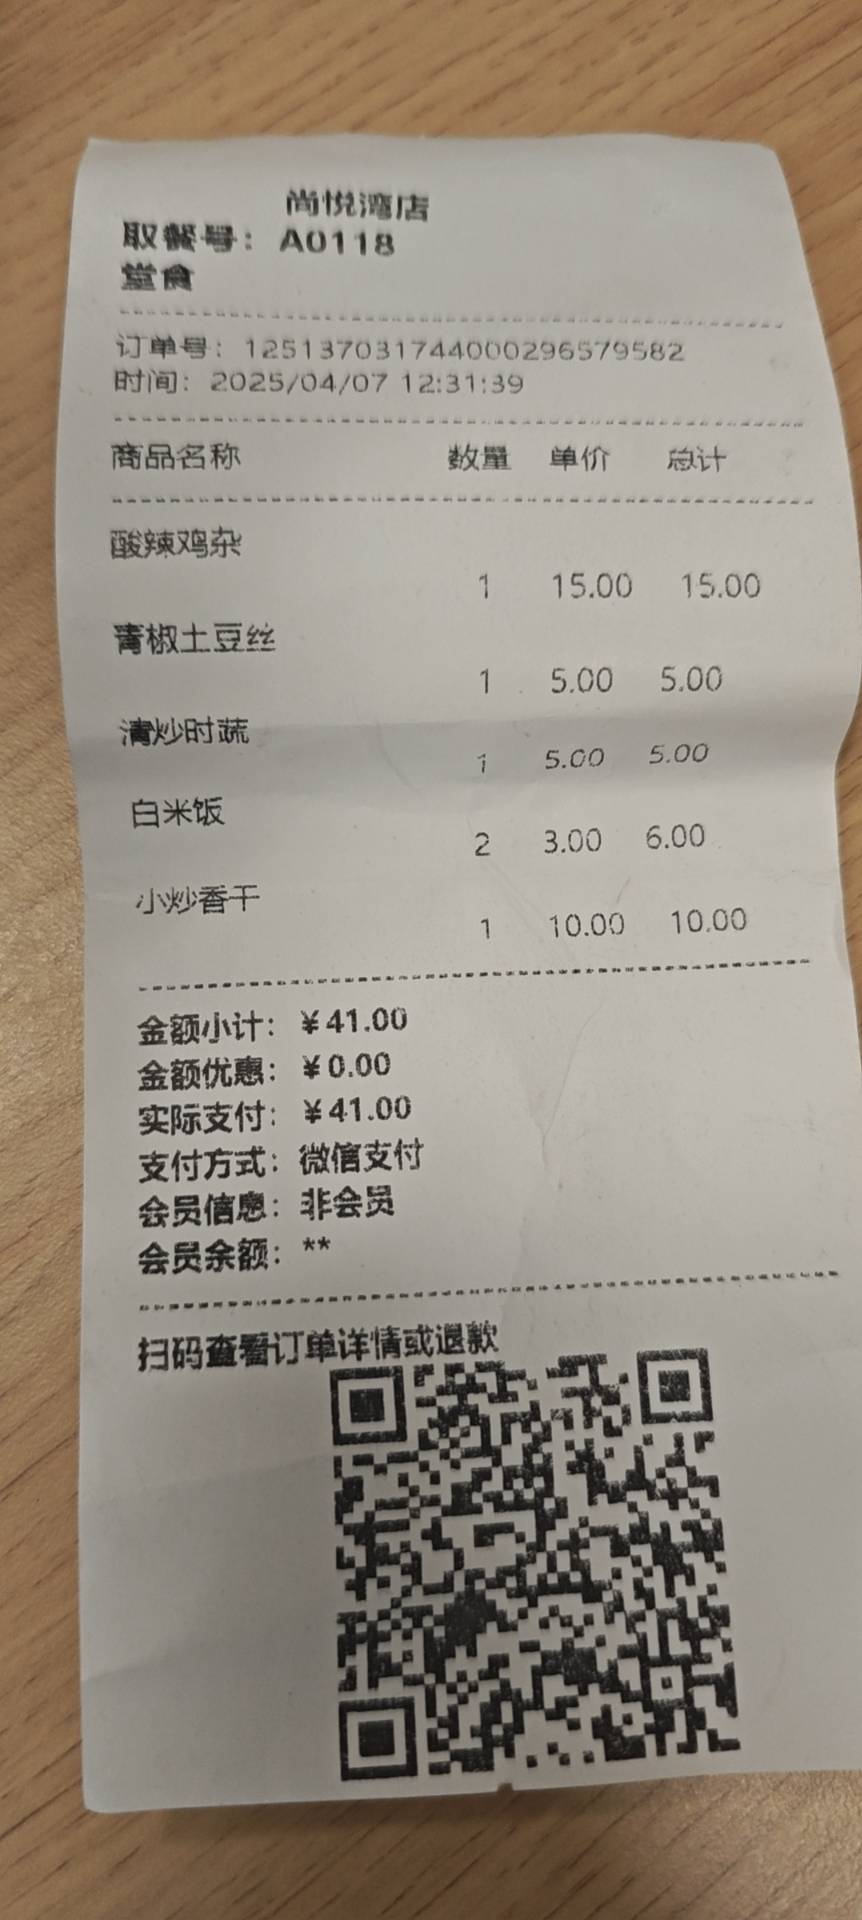 尚悦湾店
取餐号：A0118
堂食
订单号：1251370317440000296579582
时间：2025/04/07 12:31:39
商品名称 数量 单价 总计
酸辣鸡杂
1 15.00 15.00
青椒土豆丝
1 5.00 5.00
清炒时蔬
1 5.00 5.00
白米饭
2 3.00 6.00
小炒香干
1 10.00 10.00
金额小计：￥41.00
金额优惠：￥0.00
实际支付：￥41.00
支付方式：微信支付
会员信息：非会员
会员余额：**
扫码查看订单详情或退款